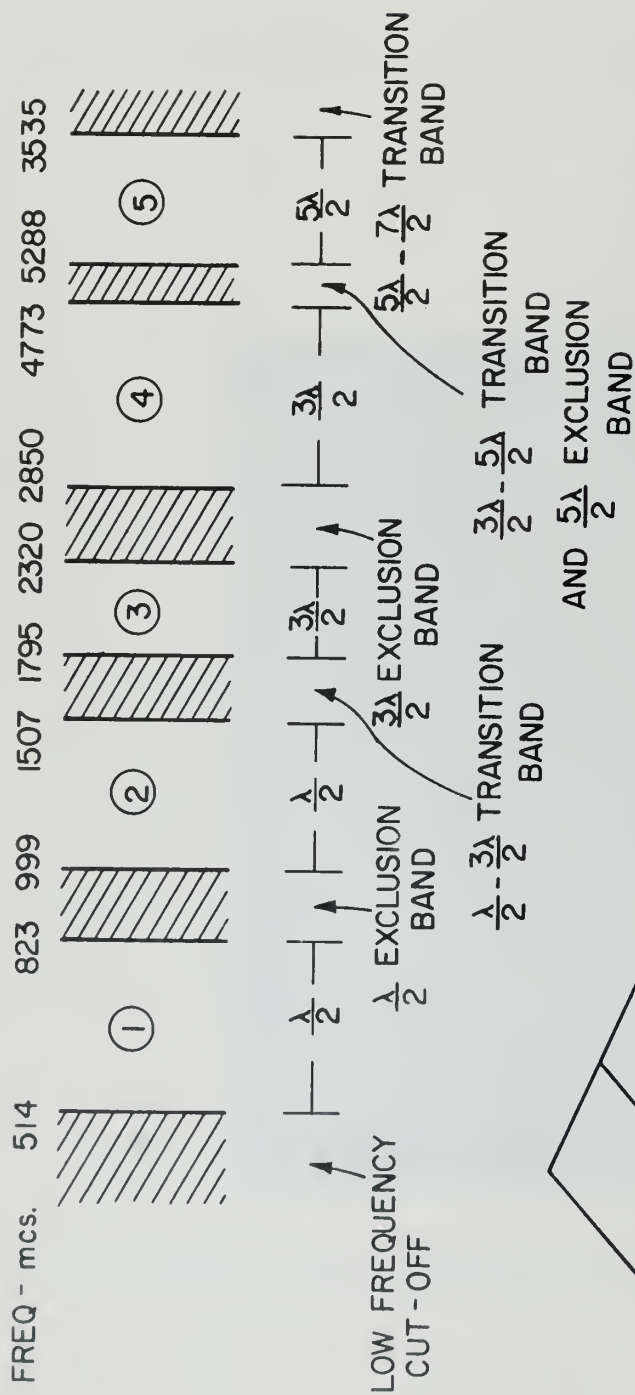 FREQ - mcs. 514 823 999 1507 1795 2320 2850 4773 5288 3535
① ② ③ ④ ⑤
λ/2 λ/2 3λ/2 3λ/2 5λ/2
LOW FREQUENCY
CUT-OFF
λ/2 EXCLUSION
BAND
λ/2 - 3λ/2 TRANSITION
BAND
3λ/2 EXCLUSION
BAND
3λ/2 - 5λ/2 TRANSITION
BAND
AND 5λ/2 EXCLUSION
BAND
5λ/2 - 7λ/2 TRANSITION
BAND